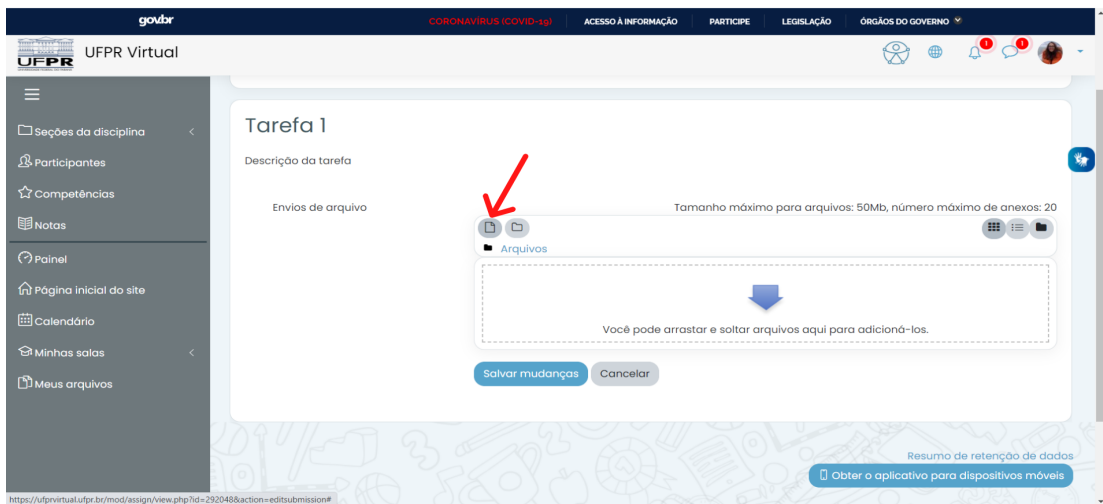 gov.br
CORONAVÍRUS (COVID-19)
ACESSO À INFORMAÇÃO
PARTICIPE
LEGISLAÇÃO
ÓRGÃOS DO GOVERNO
UFPR
UFPR Virtual
1
1
Seções da disciplina
Participantes
Competências
Notas
Painel
Página inicial do site
Calendário
Minhas salas
Meus arquivos
Tarefa 1
Descrição da tarefa
Envios de arquivo
Tamanho máximo para arquivos: 50Mb, número máximo de anexos: 20
Arquivos
Você pode arrastar e soltar arquivos aqui para adicioná-los.
Salvar mudanças
Cancelar
Resumo de retenção de dados
Obter o aplicativo para dispositivos móveis
https://ufprvirtual.ufpr.br/mod/assign/view.php?id=292048&action=editsubmission#